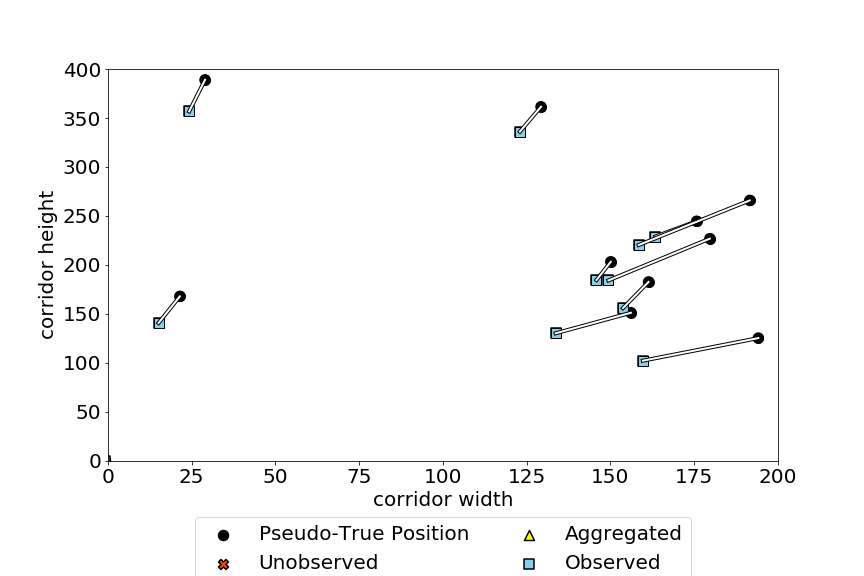 400
350
300
250
200
150
100
50
0
corridor height
0 25 50 75 100 125 150 175 200
corridor width
Pseudo-True Position Aggregated
Unobserved Observed